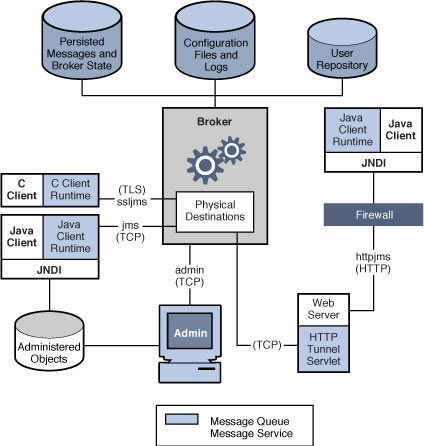 Persisted
Messages and
Broker State
Configuration
Files and
Logs
User
Repository
Broker
Physical
Destinations
Java
Client
Runtime
Java
Client
JNDI
Firewall
httpjms
(HTTP)
C
Client
C Client
Runtime
(TLS)
ssljms
Java
Client
Java
Client
Runtime
JNDI
jms
(TCP)
admin
(TCP)
Web
Server
HTTP
Tunnel
Servlet
(TCP)
Admin
Administered
Objects
Message Queue
Message Service